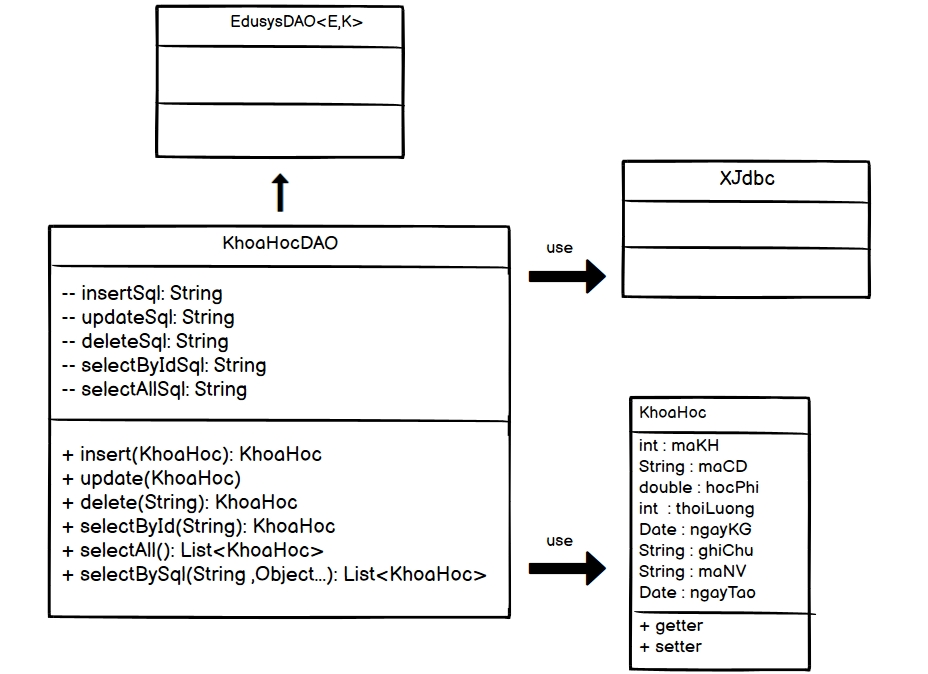 EdusysDAO<E,K>
XJdbc
KhoaHocDAO
use
-- insertSql: String
-- updateSql: String
-- deleteSql: String
-- selectByIdSql: String
-- selectAllSql: String
+ insert(KhoaHoc): KhoaHoc
+ update(KhoaHoc)
+ delete(String): KhoaHoc
+ selectById(String): KhoaHoc
+ selectAll(): List<KhoaHoc>
+ selectBySql(String ,Object...): List<KhoaHoc>
use
KhoaHoc
int : maKH
String : maCD
double : hocPhi
int  : thoiLuong
Date : ngayKG
String : ghiChu
String : maNV
Date : ngayTao
+ getter
+ setter